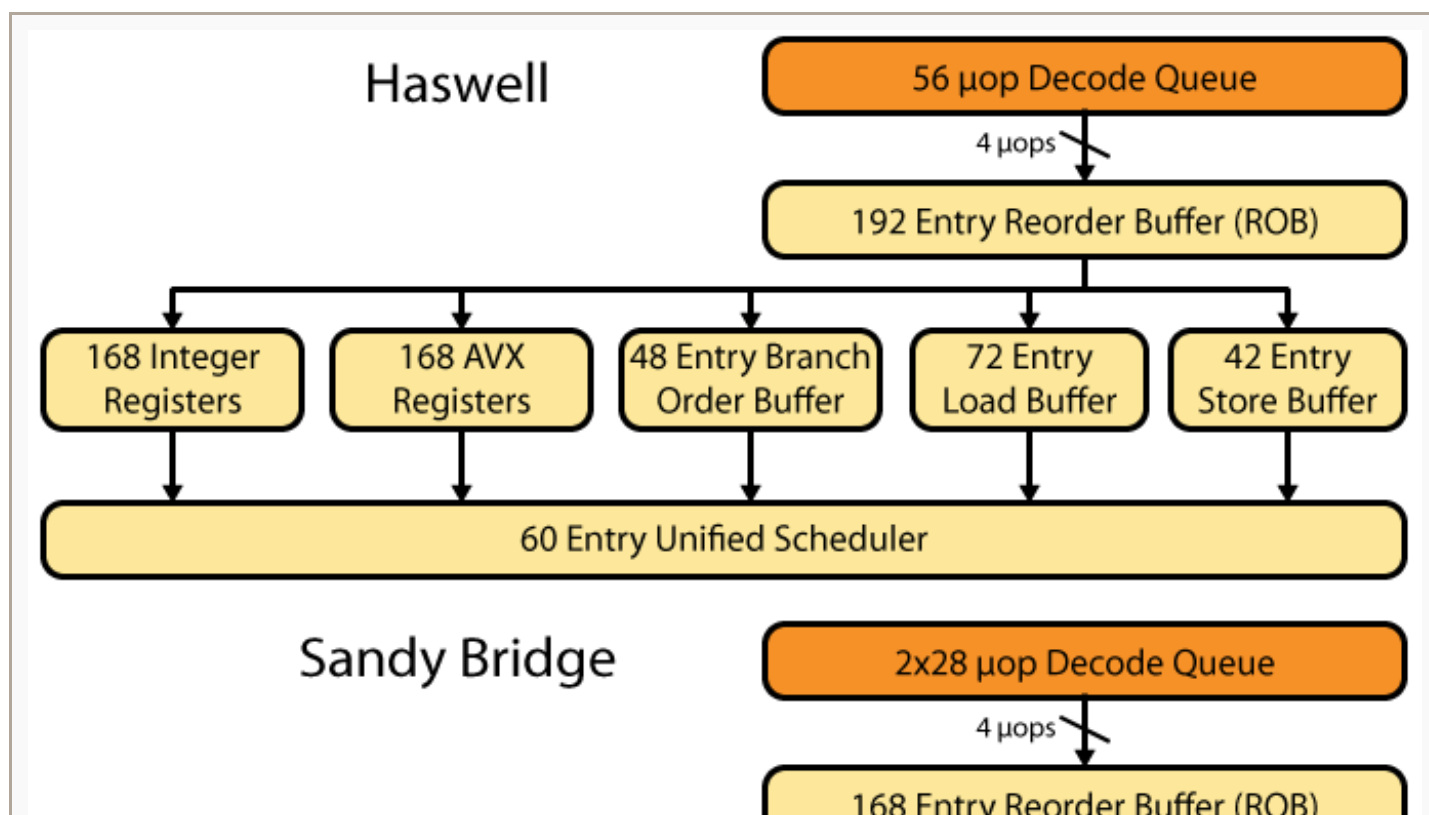 Haswell
56 μop Decode Queue
4 μops
192 Entry Reorder Buffer (ROB)
168 Integer
Registers
168 AVX
Registers
48 Entry Branch
Order Buffer
72 Entry
Load Buffer
42 Entry
Store Buffer
60 Entry Unified Scheduler
Sandy Bridge
2x28 μop Decode Queue
4 μops
168 Entry Reorder Buffer (ROB)